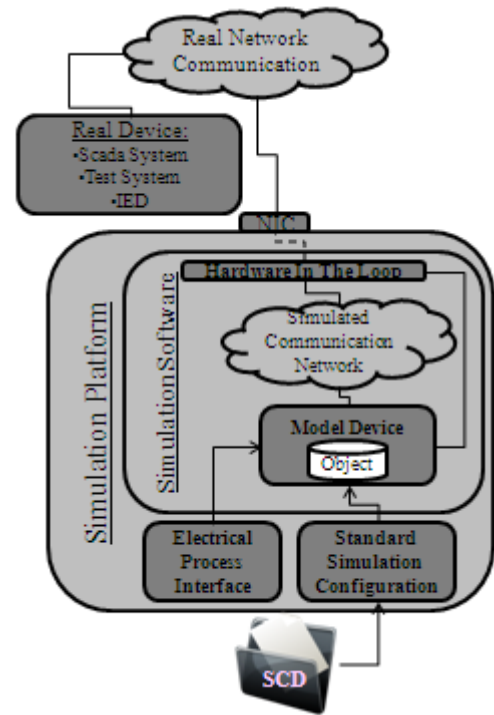 Real Network
Communication
Real Device:
•Scada System
•Test System
•IED
NIC
Hardware In The Loop
Simulation Platform
Simulation Software
Simulated
Communication
Network
Model Device
Object
Electrical
Process
Interface
Standard
Simulation
Configuration
SCD